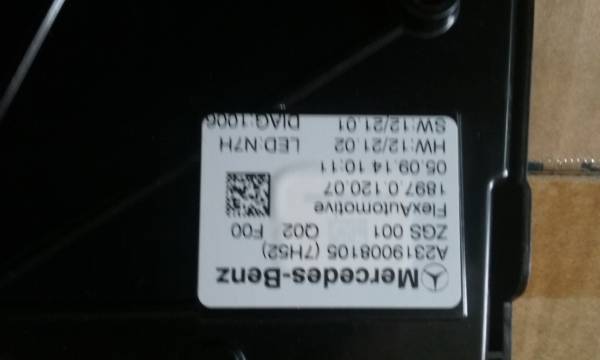 Mercedes-Benz
A2319008105 (7H52)
ZGS 001 Q02 F00
FlexAutomotive
1897.0.120.07
05.09.14 10:11
HW:12/21.02 LED:N7H
SW:12/21.01 DIAG:1006